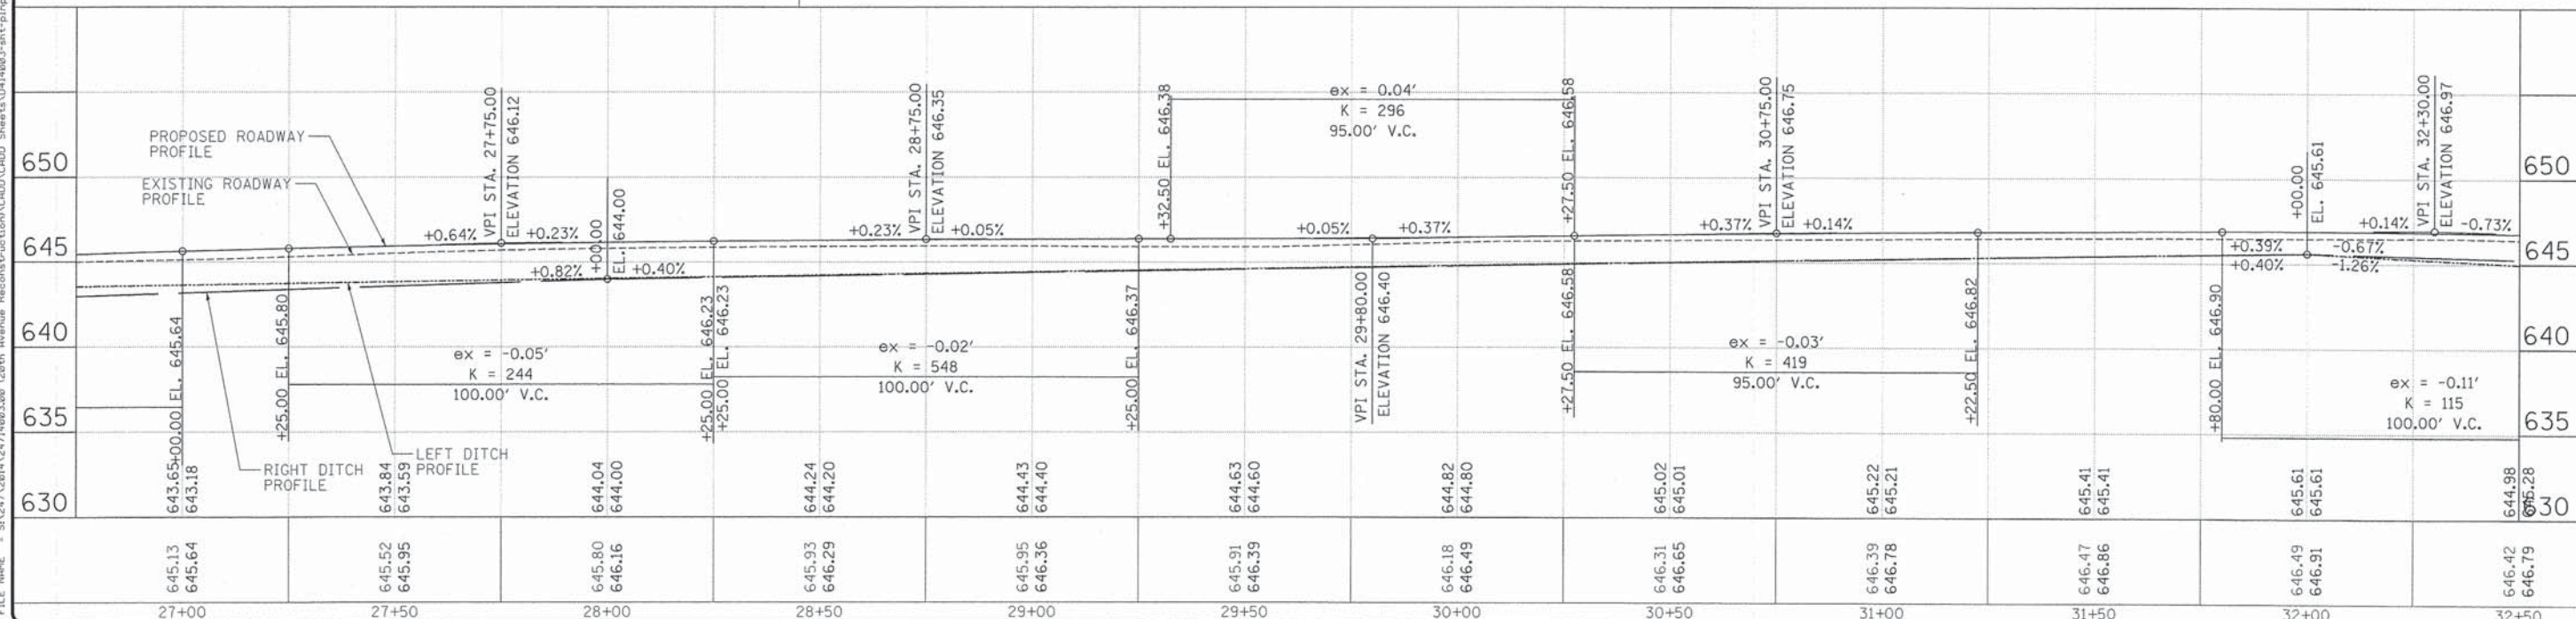 PROPOSED ROADWAY
PROFILE
EXISTING ROADWAY
PROFILE
650
645
640
635
630
+0.64%
VPI STA. 27+75.00
ELEVATION 646.12
+0.23%
+00.00
EL. 644.00
+0.82%
+0.40%
+0.23%
VPI STA. 28+75.00
ELEVATION 646.35
+0.05%
+32.50 EL. 646.38
ex = 0.04'
K = 296
95.00' V.C.
+27.50 EL. 646.58
+0.05%
+0.37%
+0.37%
VPI STA. 30+75.00
ELEVATION 646.75
+0.14%
+00.00
EL. 645.61
+0.14%
VPI STA. 32+30.00
ELEVATION 646.97
-0.73%
+0.39%
-0.67%
+0.40%
-1.26%
650
645
640
635
630
+00.00 EL. 645.64
+25.00 EL. 645.80
ex = -0.05'
K = 244
100.00' V.C.
+25.00 EL. 646.23
+25.00 EL. 646.23
ex = -0.02'
K = 548
100.00' V.C.
+25.00 EL. 646.37
VPI STA. 29+80.00
ELEVATION 646.40
+27.50 EL. 646.58
ex = -0.03'
K = 419
95.00' V.C.
+22.50 EL. 646.82
+80.00 EL. 646.90
ex = -0.11'
K = 115
100.00' V.C.
RIGHT DITCH
PROFILE
LEFT DITCH
PROFILE
643.65
643.18
643.84
643.59
644.04
644.00
644.24
644.20
644.43
644.40
644.63
644.60
644.82
644.80
645.02
645.01
645.22
645.21
645.41
645.41
645.61
645.61
644.98
645.28
645.13
645.64
645.52
645.95
645.80
646.16
645.93
646.29
645.95
646.36
645.91
646.39
646.18
646.49
646.31
646.65
646.39
646.78
646.47
646.86
646.49
646.91
646.42
646.79
27+00
27+50
28+00
28+50
29+00
29+50
30+00
30+50
31+00
31+50
32+00
32+50
FILE NAME =